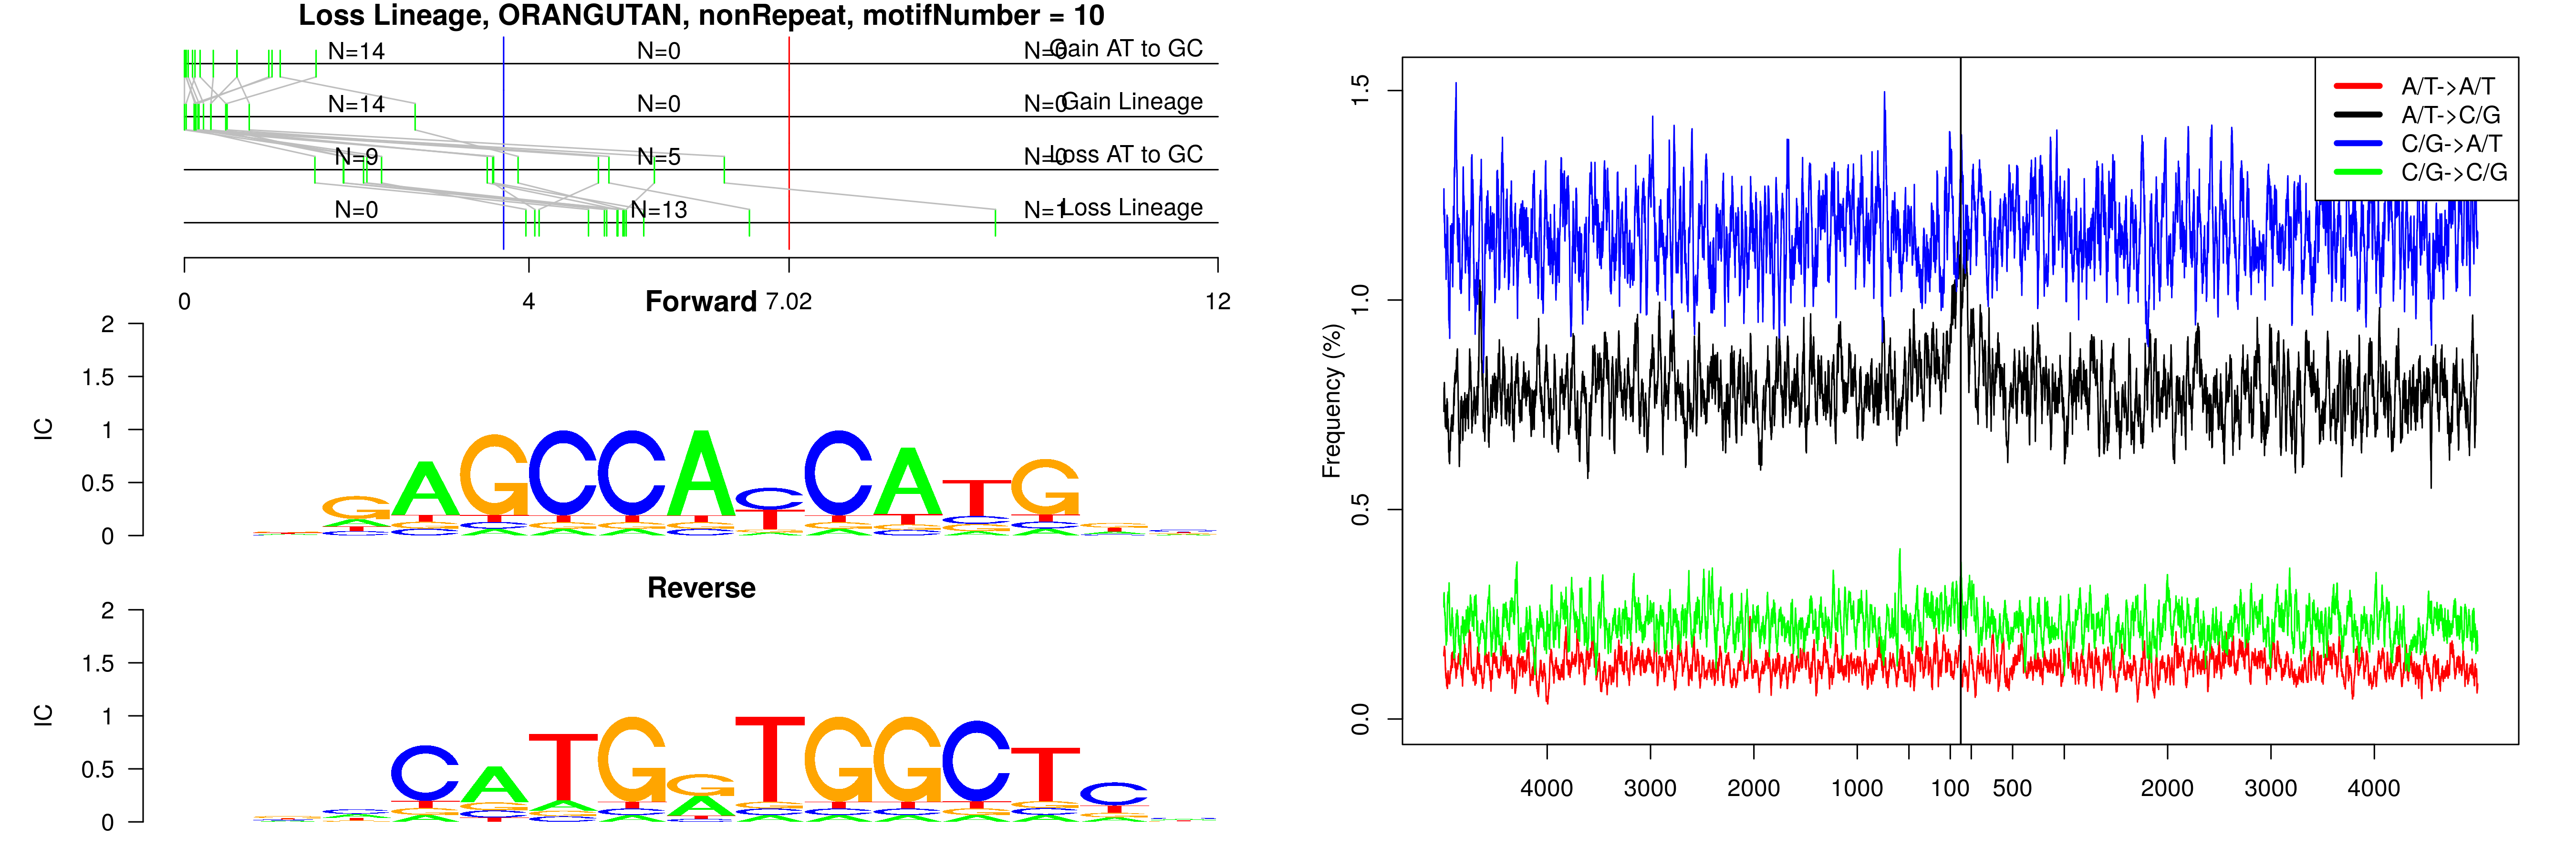 Loss Lineage, ORANGUTAN, nonRepeat, motifNumber = 10
N=14 N=0 N=0 Gain AT to GC
N=14 N=0 N=0 Gain Lineage
N=9 N=5 N=0 Loss AT to GC
N=0 N=13 N=1 Loss Lineage
0 4 7.02 12
Forward
2
1.5
1
0.5
0
IC
GAGCCACCATG
Reverse
2
1.5
1
0.5
0
IC
CATGGTGGCTC
A/T->A/T
A/T->C/G
C/G->A/T
C/G->C/G
Frequency (%)
1.5
1.0
0.5
0.0
4000 3000 2000 1000 100 500 2000 3000 4000